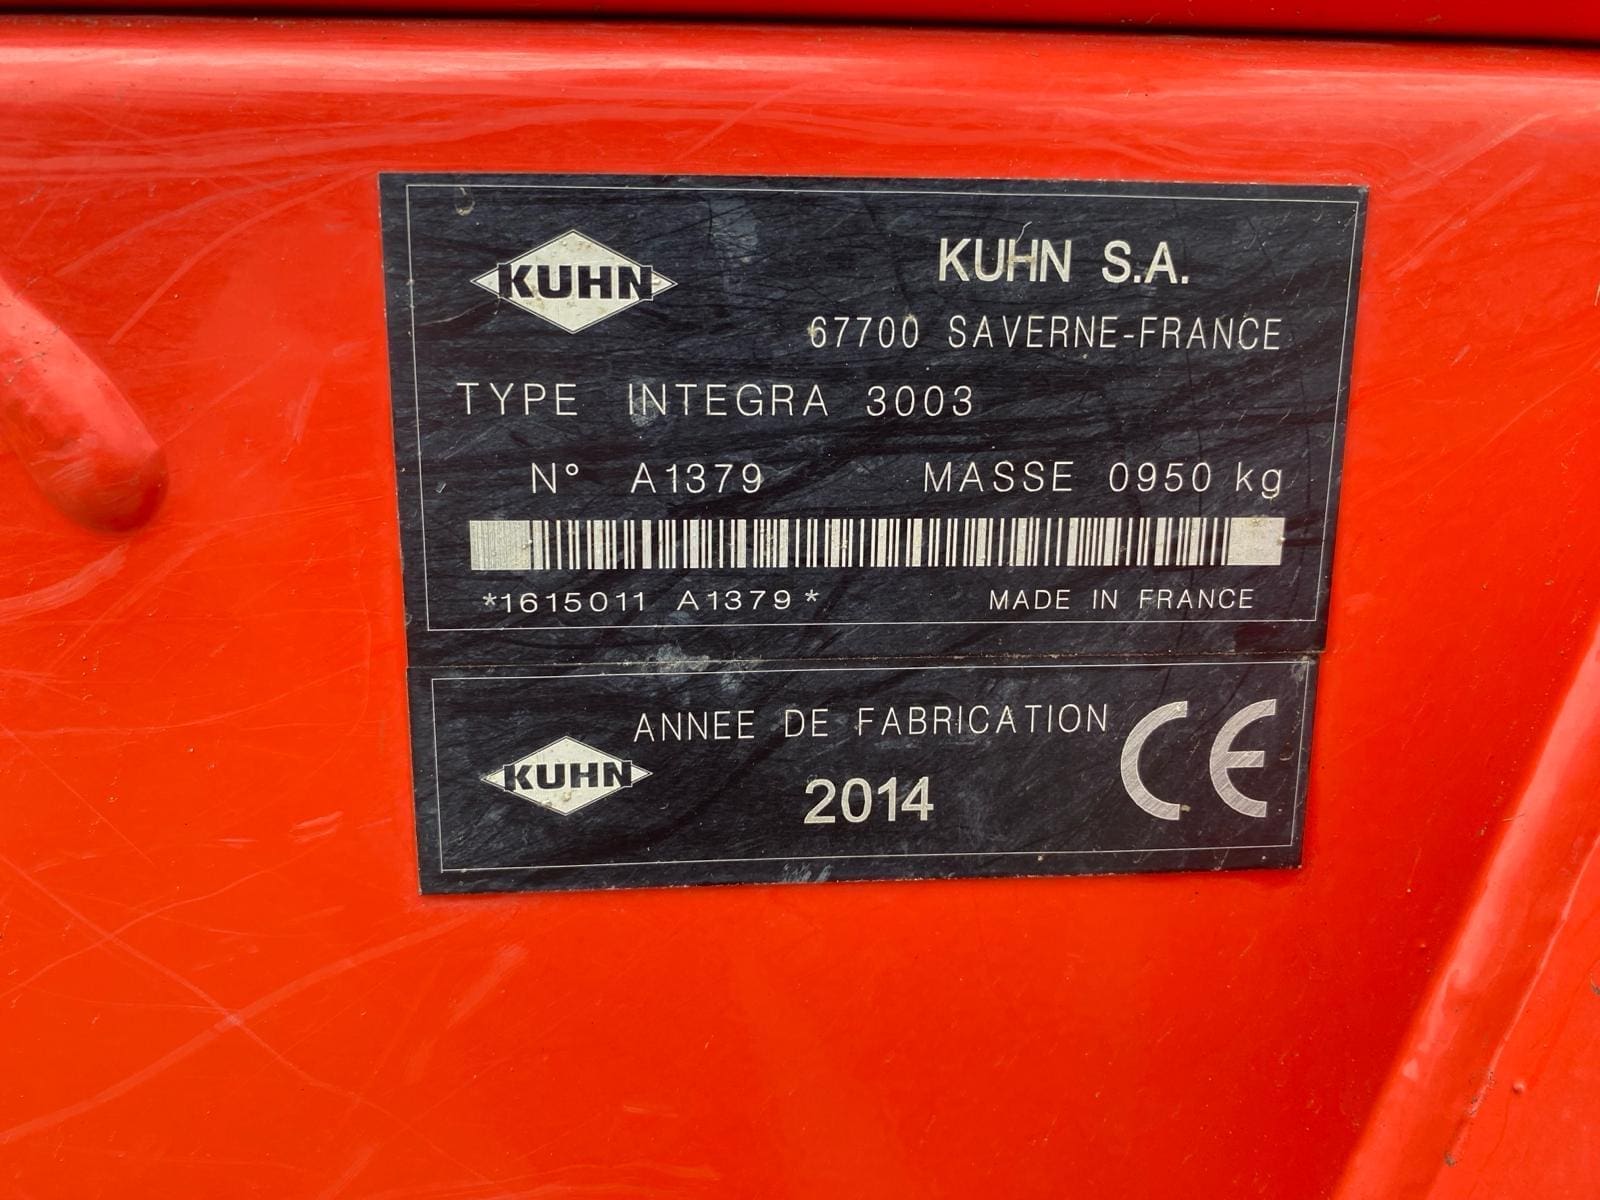 KUHN
KUHN S.A.
67700 SAVERNE-FRANCE
TYPE INTEGRA 3003
N° A1379 MASSE 0950 kg
*1615011 A1379* MADE IN FRANCE
ANNEE DE FABRICATION
KUHN
2014
CE